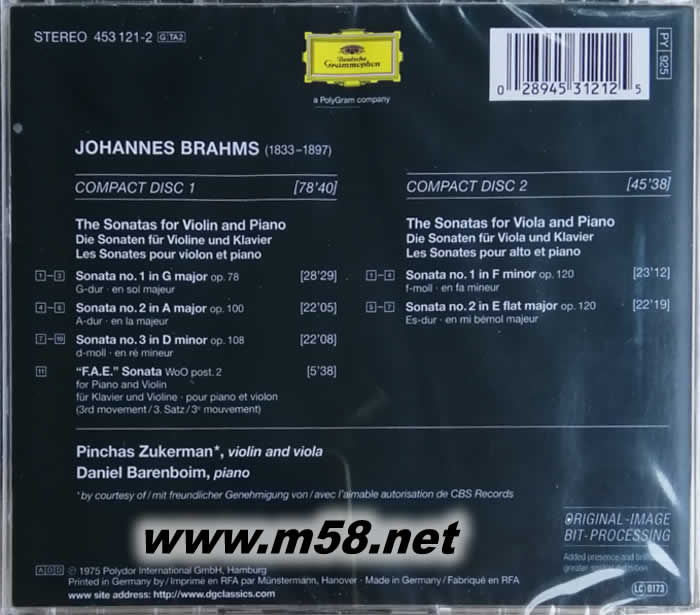 STEREO 453 121-2 G TA2
Deutsche
Grammophon
a PolyGram company
0 28945 31212 5
PY 925
JOHANNES BRAHMS (1833–1897)
COMPACT DISC 1 [78'40]
The Sonatas for Violin and Piano
Die Sonaten für Violine und Klavier
Les Sonates pour violon et piano
1–3 Sonata no. 1 in G major op. 78 [28'29]
G-dur · en sol majeur
4–6 Sonata no. 2 in A major op. 100 [22'05]
A-dur · en la majeur
7–10 Sonata no. 3 in D minor op. 108 [22'08]
d-moll · en ré mineur
11 “F.A.E.” Sonata WoO post. 2 [5'38]
for Piano and Violin
für Klavier und Violine · pour piano et violon
(3rd movement / 3. Satz / 3e mouvement)
COMPACT DISC 2 [45'38]
The Sonatas for Viola and Piano
Die Sonaten für Viola und Klavier
Les Sonates pour alto et piano
1–4 Sonata no. 1 in F minor op. 120 [23'12]
f-moll · en fa mineur
5–7 Sonata no. 2 in E flat major op. 120 [22'19]
Es-dur · en mi bémol majeur
Pinchas Zukerman*, violin and viola
Daniel Barenboim, piano
*by courtesy of / mit freundlicher Genehmigung von / avec l'aimable autorisation de CBS Records
www.m58.net
ORIGINAL-IMAGE
BIT-PROCESSING
Added presence and
greater
ADD ℗ 1975 Polydor International GmbH, Hamburg
Printed in Germany by / Imprimé en RFA par Münstermann, Hanover · Made in Germany / Fabriqué en RFA
www site address: http://www.dgclassics.com
LC 0173